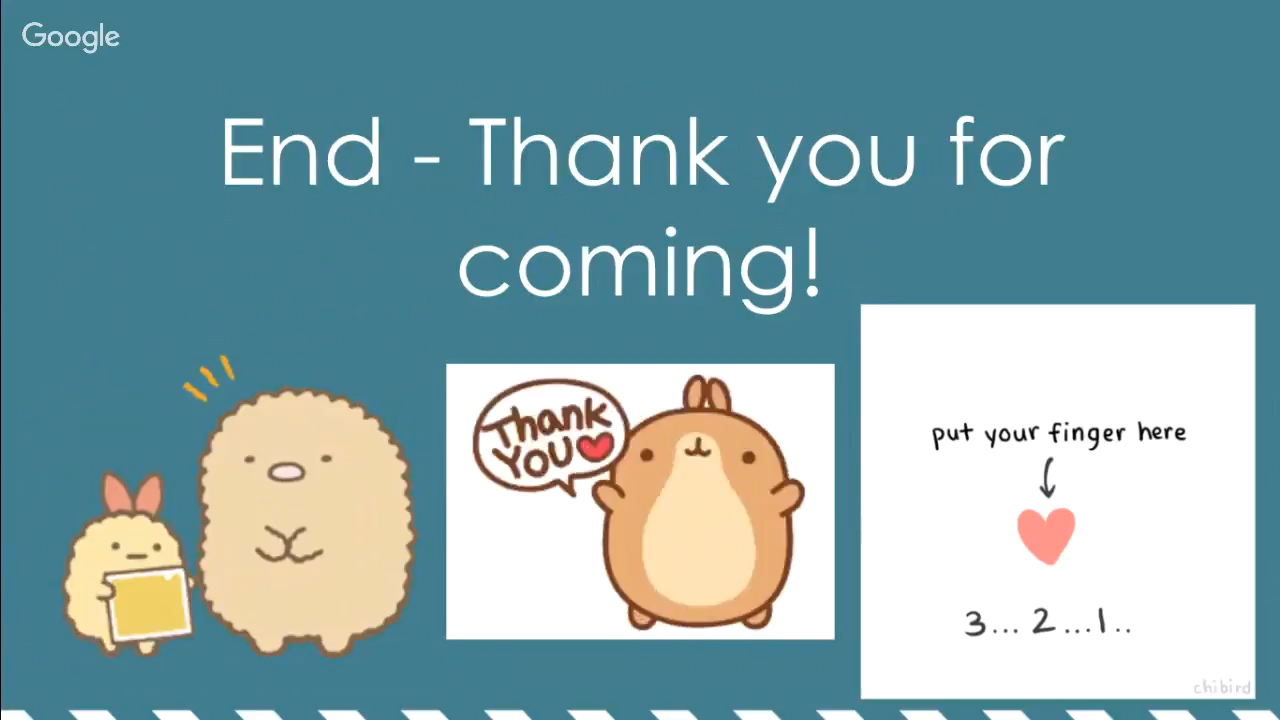 Google
End - Thank you for
coming!
Thank
You
put your finger here
3... 2 ...1..
chibird